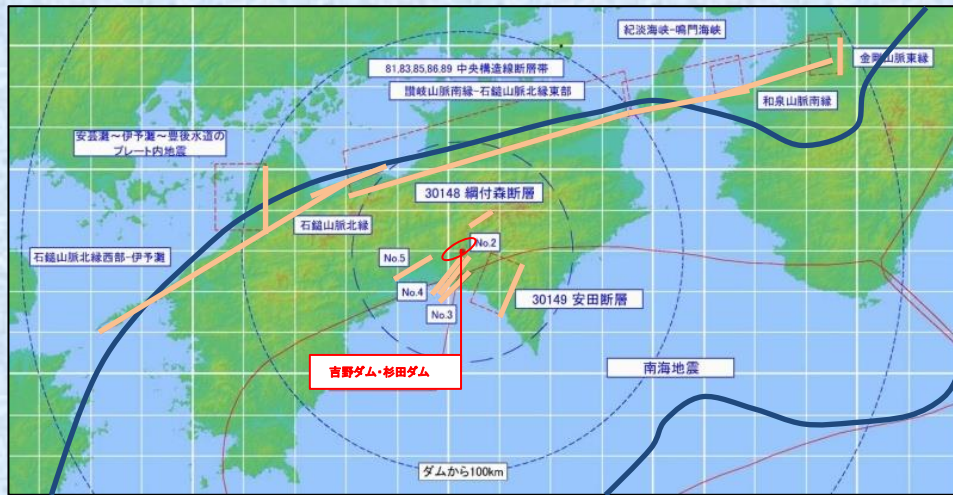 紀淡海峡-鳴門海峡
金剛山脈東縁
81,83,85,86,89 中央構造線断層帯
讃岐山脈南縁-石鎚山脈北縁東部
和泉山脈南縁
安芸灘～伊予灘～豊後水道の
プレート内地震
30148 綱付森断層
石鎚山脈北縁
No.2
石鎚山脈北縁西部-伊予灘
No.5
No.4
No.3
30149 安田断層
吉野ダム・杉田ダム
南海地震
ダムから100km